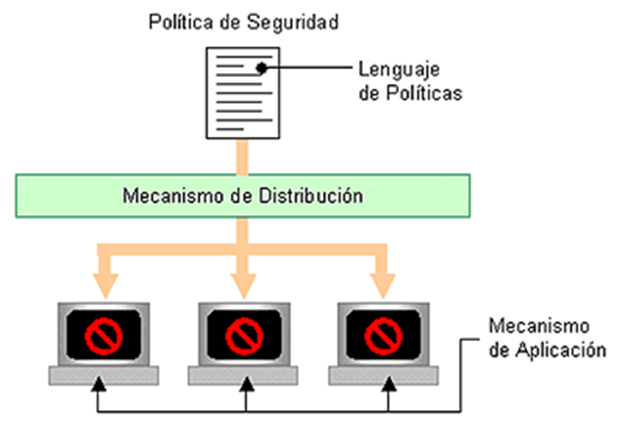 Política de Seguridad
Lenguaje
de Políticas
Mecanismo de Distribución
Mecanismo
de Aplicación